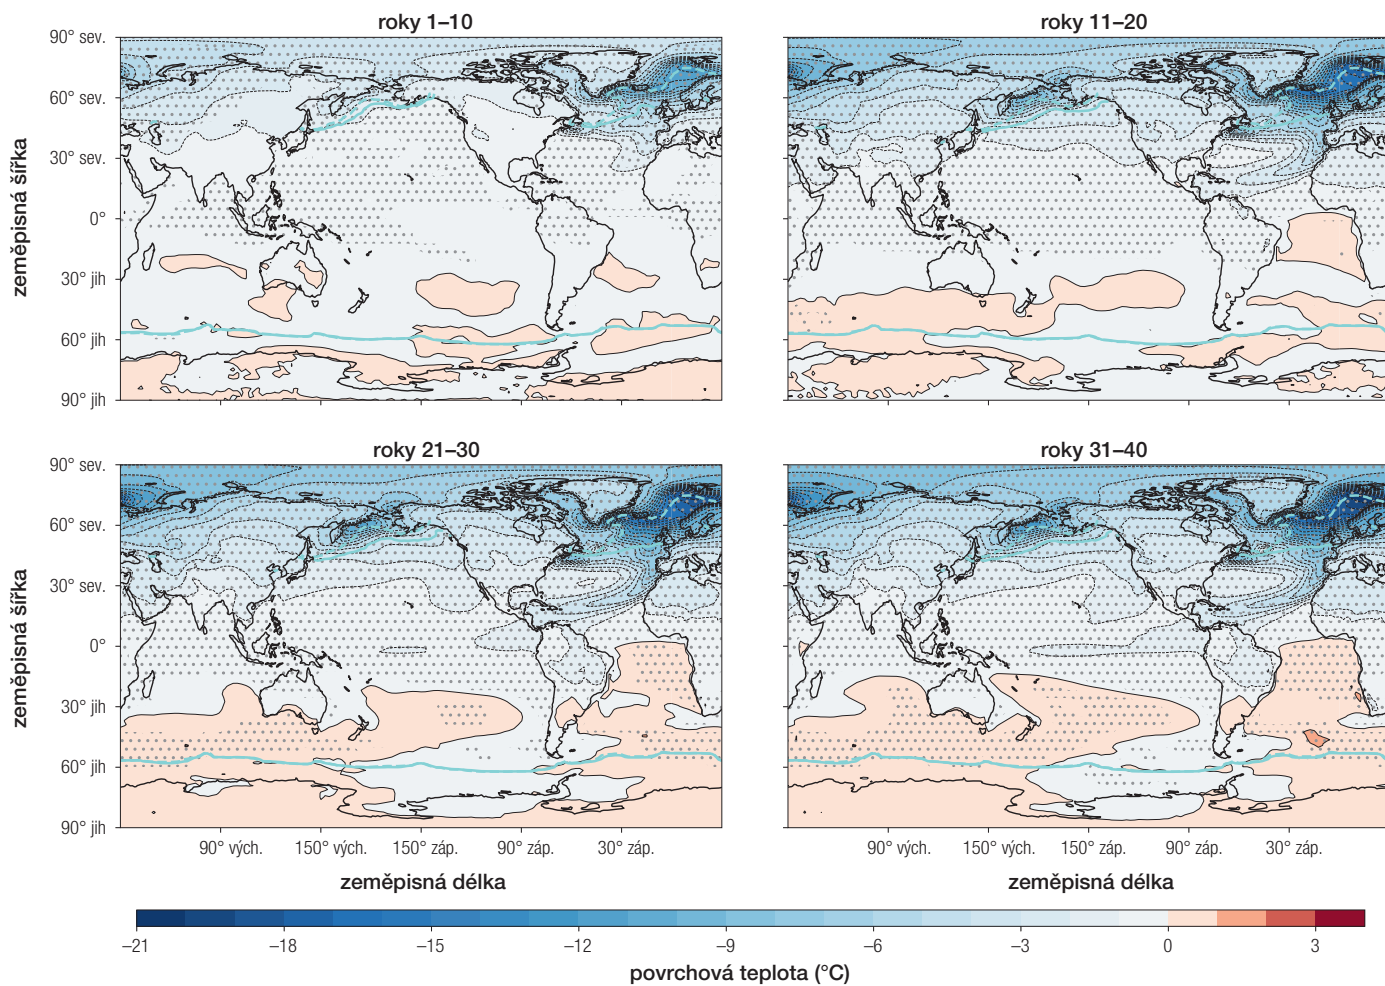 roky 1–10
roky 11–20
90° sev.
60° sev.
30° sev.
0°
30° jih
60° jih
90° jih
zeměpisná šířka
roky 21–30
roky 31–40
90° sev.
60° sev.
30° sev.
0°
30° jih
60° jih
90° jih
zeměpisná šířka
90° vých. 150° vých. 150° záp. 90° záp. 30° záp.
90° vých. 150° vých. 150° záp. 90° záp. 30° záp.
zeměpisná délka
zeměpisná délka
–21 –18 –15 –12 –9 –6 –3 0 3
povrchová teplota (°C)